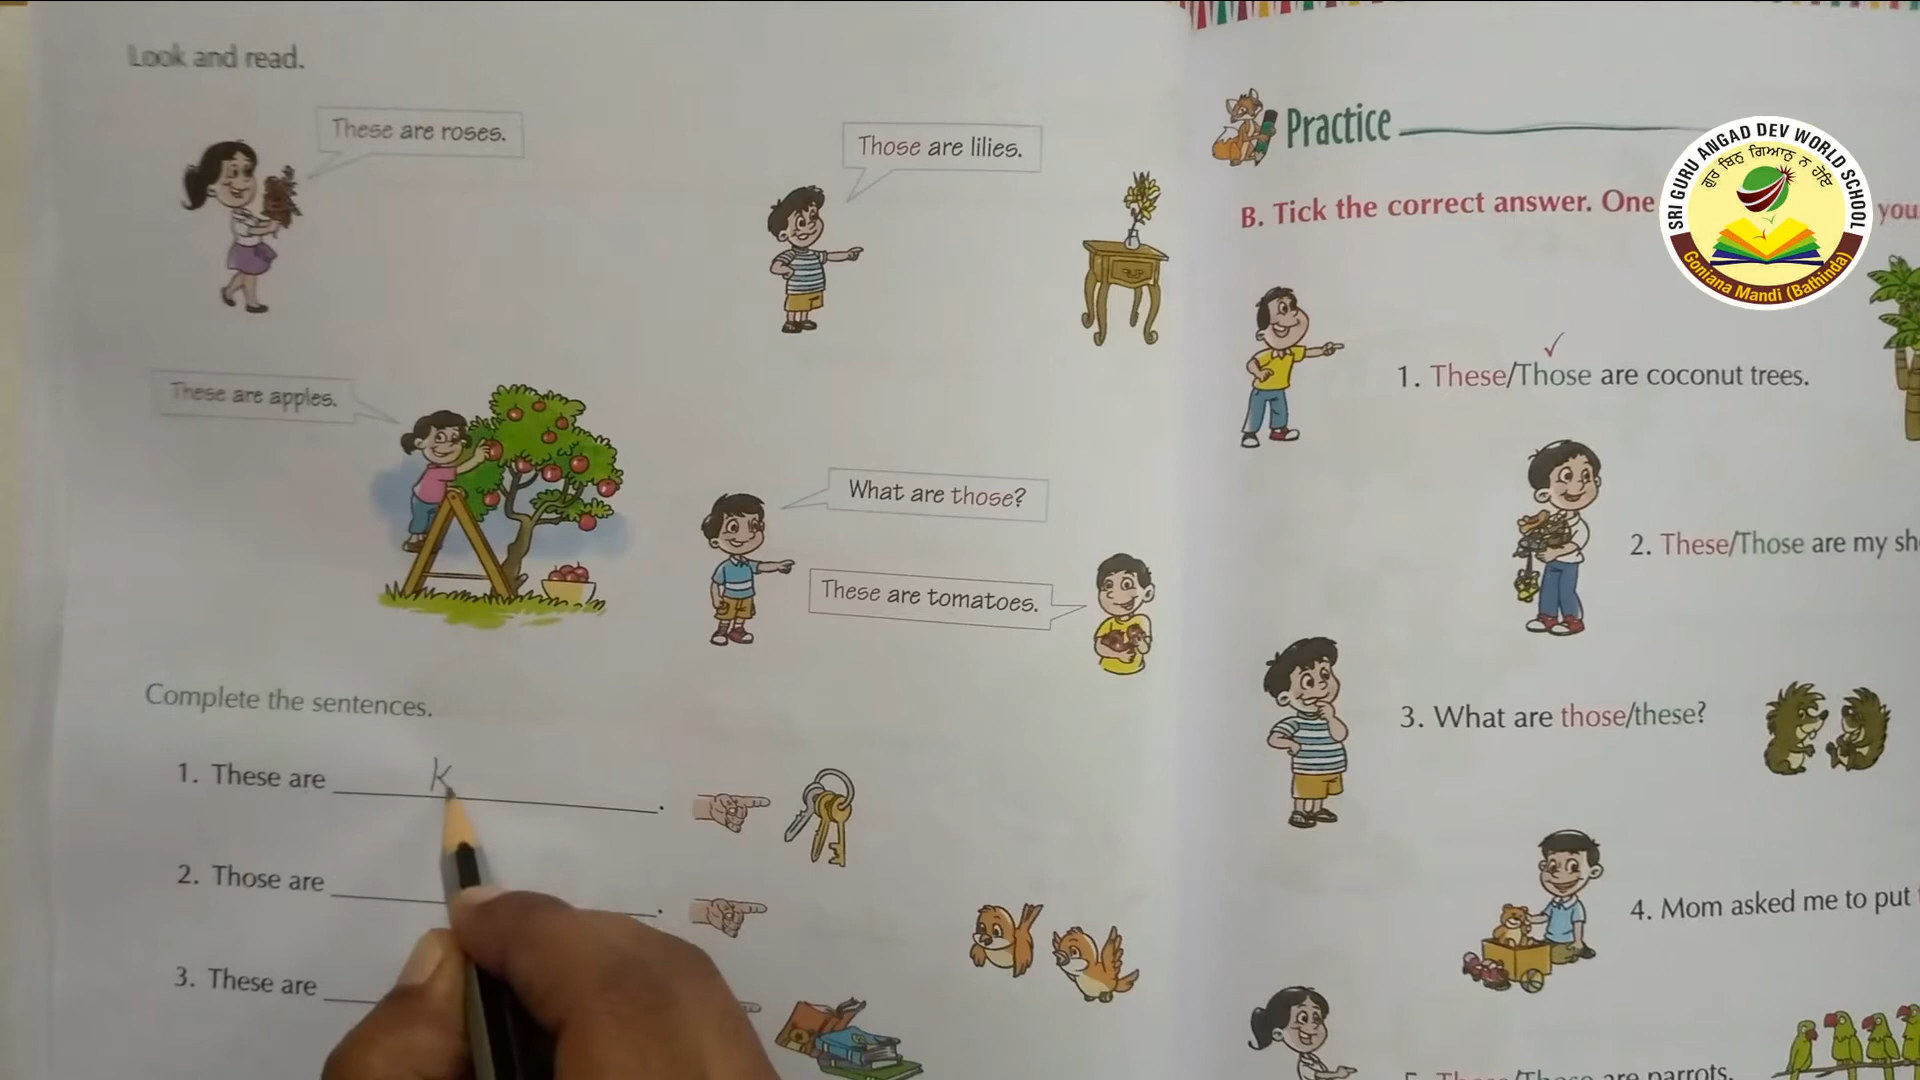 Look and read.
These are roses.
Those are lilies.
These are apples.
What are those?
These are tomatoes.
Complete the sentences.
1. These are K
2. Those are .
3. These are
Practice
B. Tick the correct answer. One
you
SRI GURU ANGAD DEV WORLD SCHOOL
ਗੁਰ ਬਿਨੁ ਗਿਆਨੁ ਨ ਹੋਇ
Goniana Mandi (Bathinda)
1. These/Those are coconut trees.
2. These/Those are my sh
3. What are those/these?
4. Mom asked me to put
are parrots.